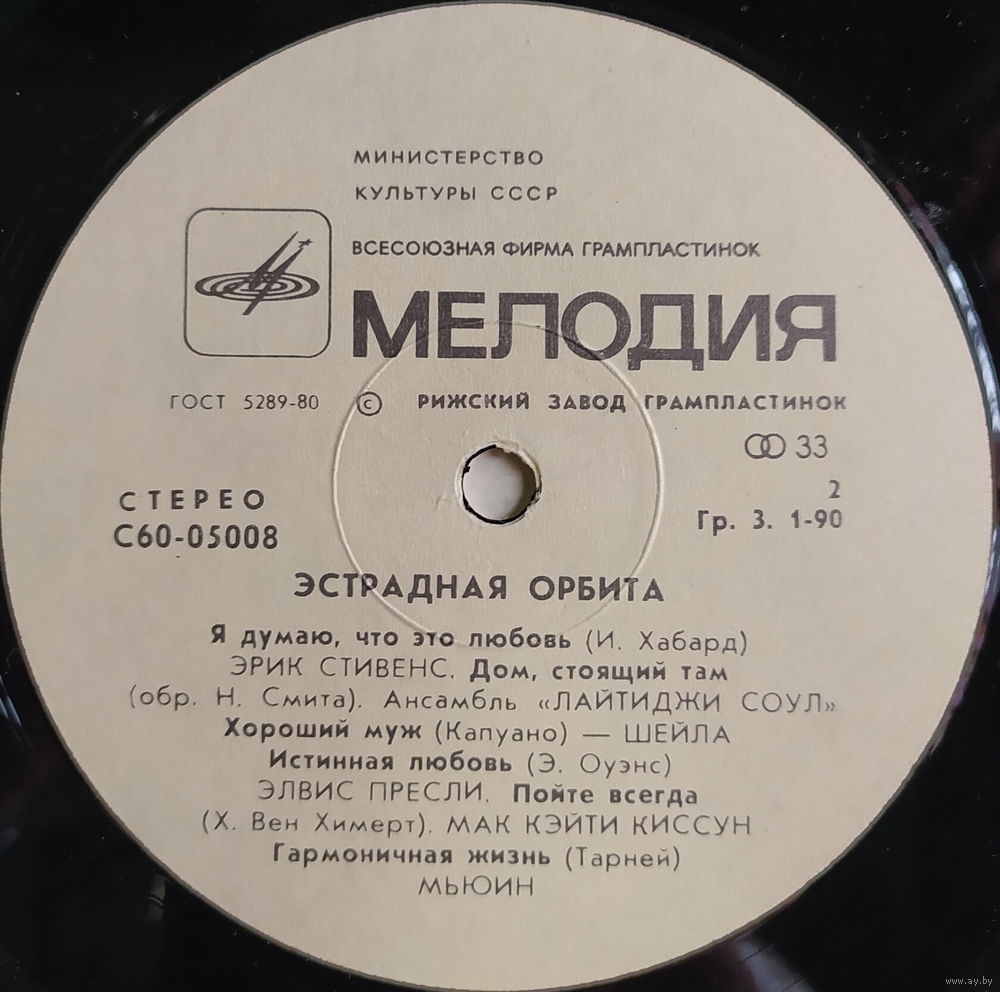 МИНИСТЕРСТВО
КУЛЬТУРЫ СССР
ВСЕСОЮЗНАЯ ФИРМА ГРАМПЛАСТИНОК
МЕЛОДИЯ
ГОСТ 5289-80 © РИЖСКИЙ ЗАВОД ГРАМПЛАСТИНОК
33
2
СТЕРЕО
Гр. 3. 1-90
С60-05008
ЭСТРАДНАЯ ОРБИТА
Я думаю, что это любовь (И. Хабард)
ЭРИК СТИВЕНС. Дом, стоящий там
(обр. Н. Смита). Ансамбль «ЛАЙТИДЖИ СОУЛ»
Хороший муж (Капуано) — ШЕЙЛА
Истинная любовь (Э. Оуэнс)
ЭЛВИС ПРЕСЛИ. Пойте всегда
(Х. Вен Химерт). МАК КЭЙТИ КИССУН
Гармоничная жизнь (Тарней)
МЬЮИН
www.ay.by